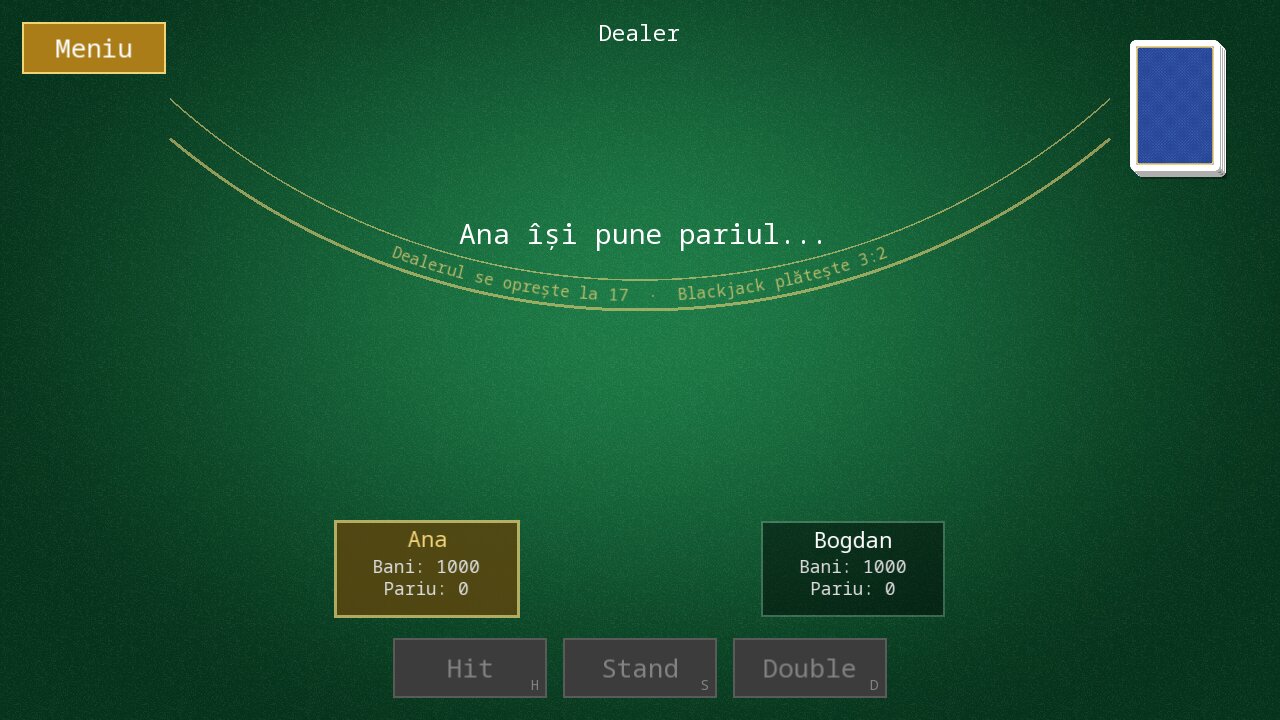 Meniu
Dealer
Ana își pune pariul...
Dealerul se oprește la 17 · Blackjack plătește 3:2
Ana
Bani: 1000
Pariu: 0
Bogdan
Bani: 1000
Pariu: 0
Hit H
Stand S
Double D